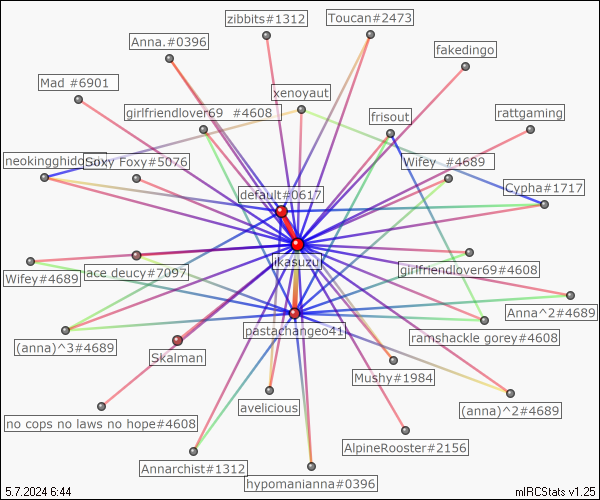 zibbits#1312
Toucan#2473
Anna.#0396
fakedingo
Mad #6901
xenoyaut
girlfriendlover69 #4608
frisout
rattgaming
Soxy Foxy#5076
Wifey #4689
Cypha#1717
default#0617
likasuzu
ace deucy#7097
girlfriendlover69#4608
Wifey#4689
Anna^2#4689
pastachangeo41
ramshackle gorey#4608
(anna)^3#4689
Skalman
Mushy#1984
avelicious
(anna)^2#4689
no cops no laws no hope#4608
AlpineRooster#2156
Annarchist#1312
hypomanianna#0396
5.7.2024 6:44
mIRCStats v1.25